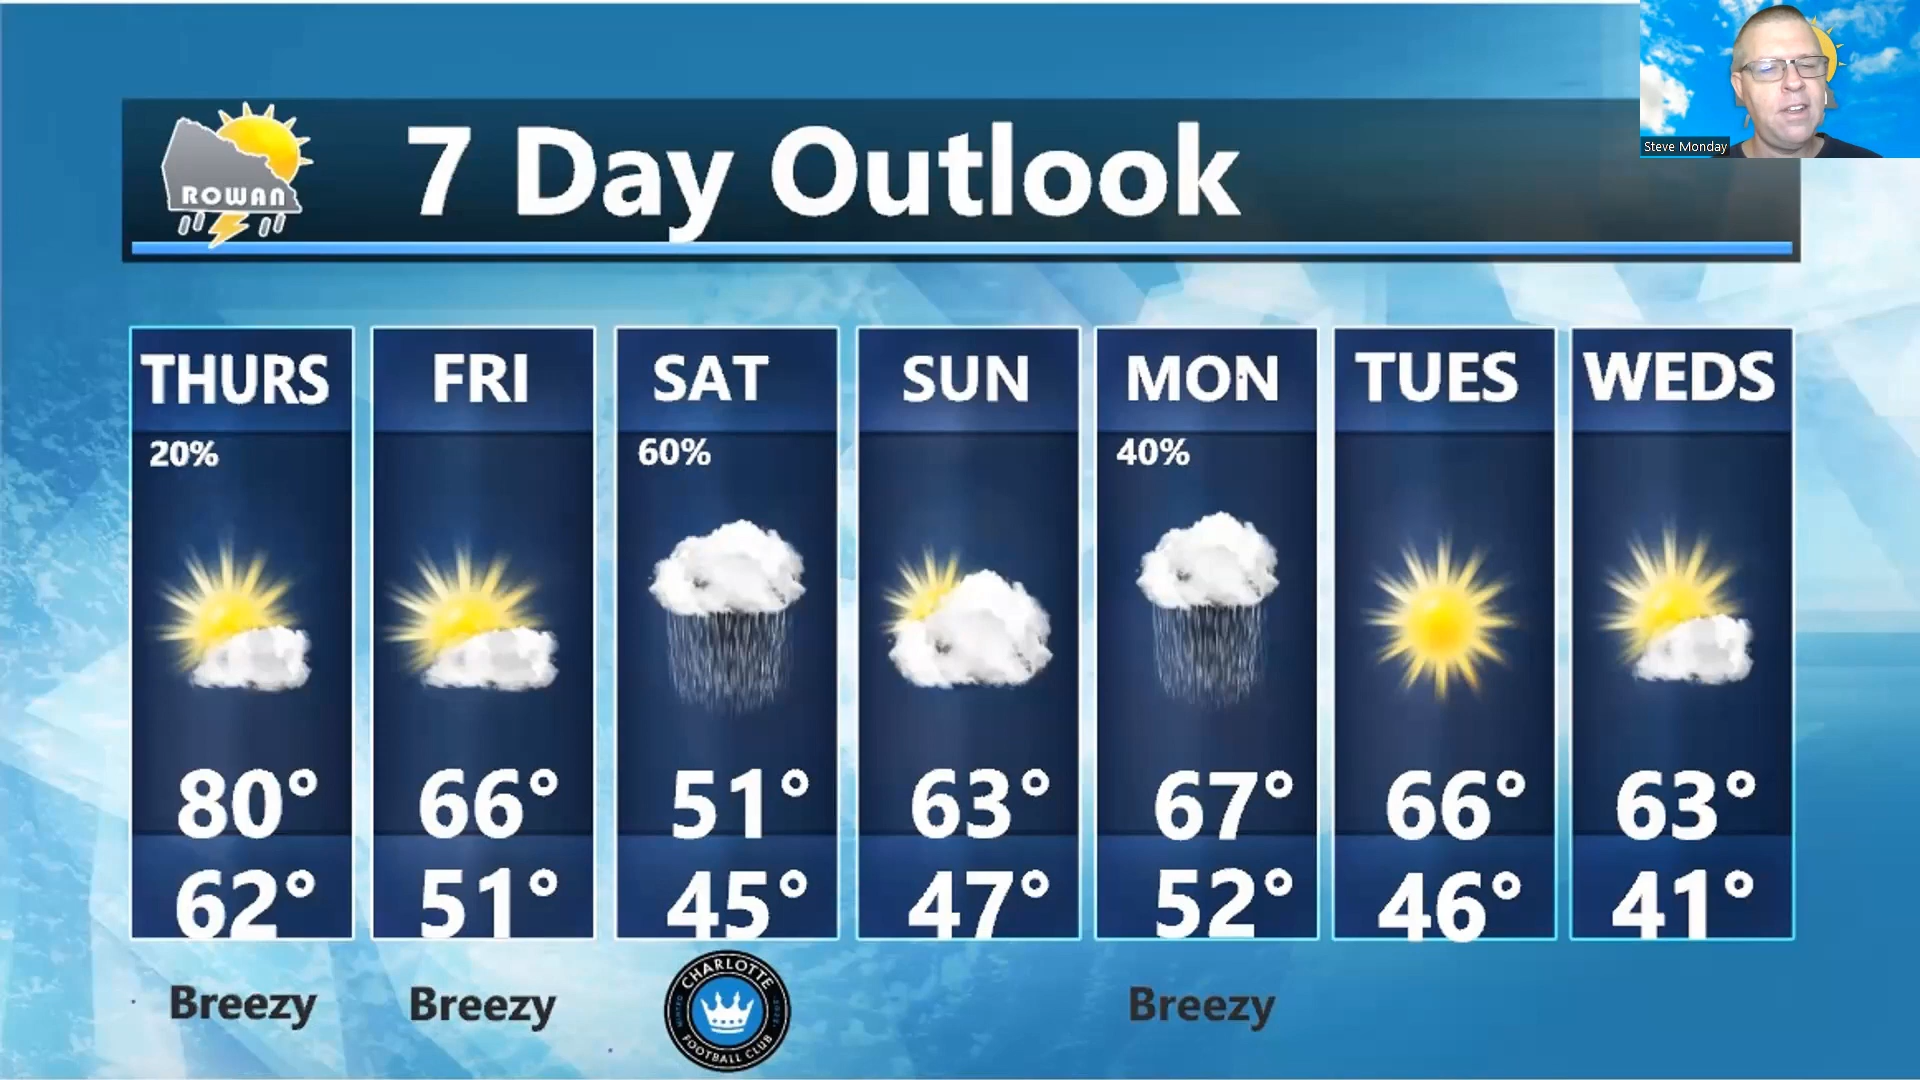 Steve Monday
ROWAN
7 Day Outlook
THURS FRI SAT SUN MON TUES WEDS
20% 60% 40%
80° 66° 51° 63° 67° 66° 63°
62° 51° 45° 47° 52° 46° 41°
Breezy Breezy Breezy
CHARLOTTE
FOOTBALL CLUB